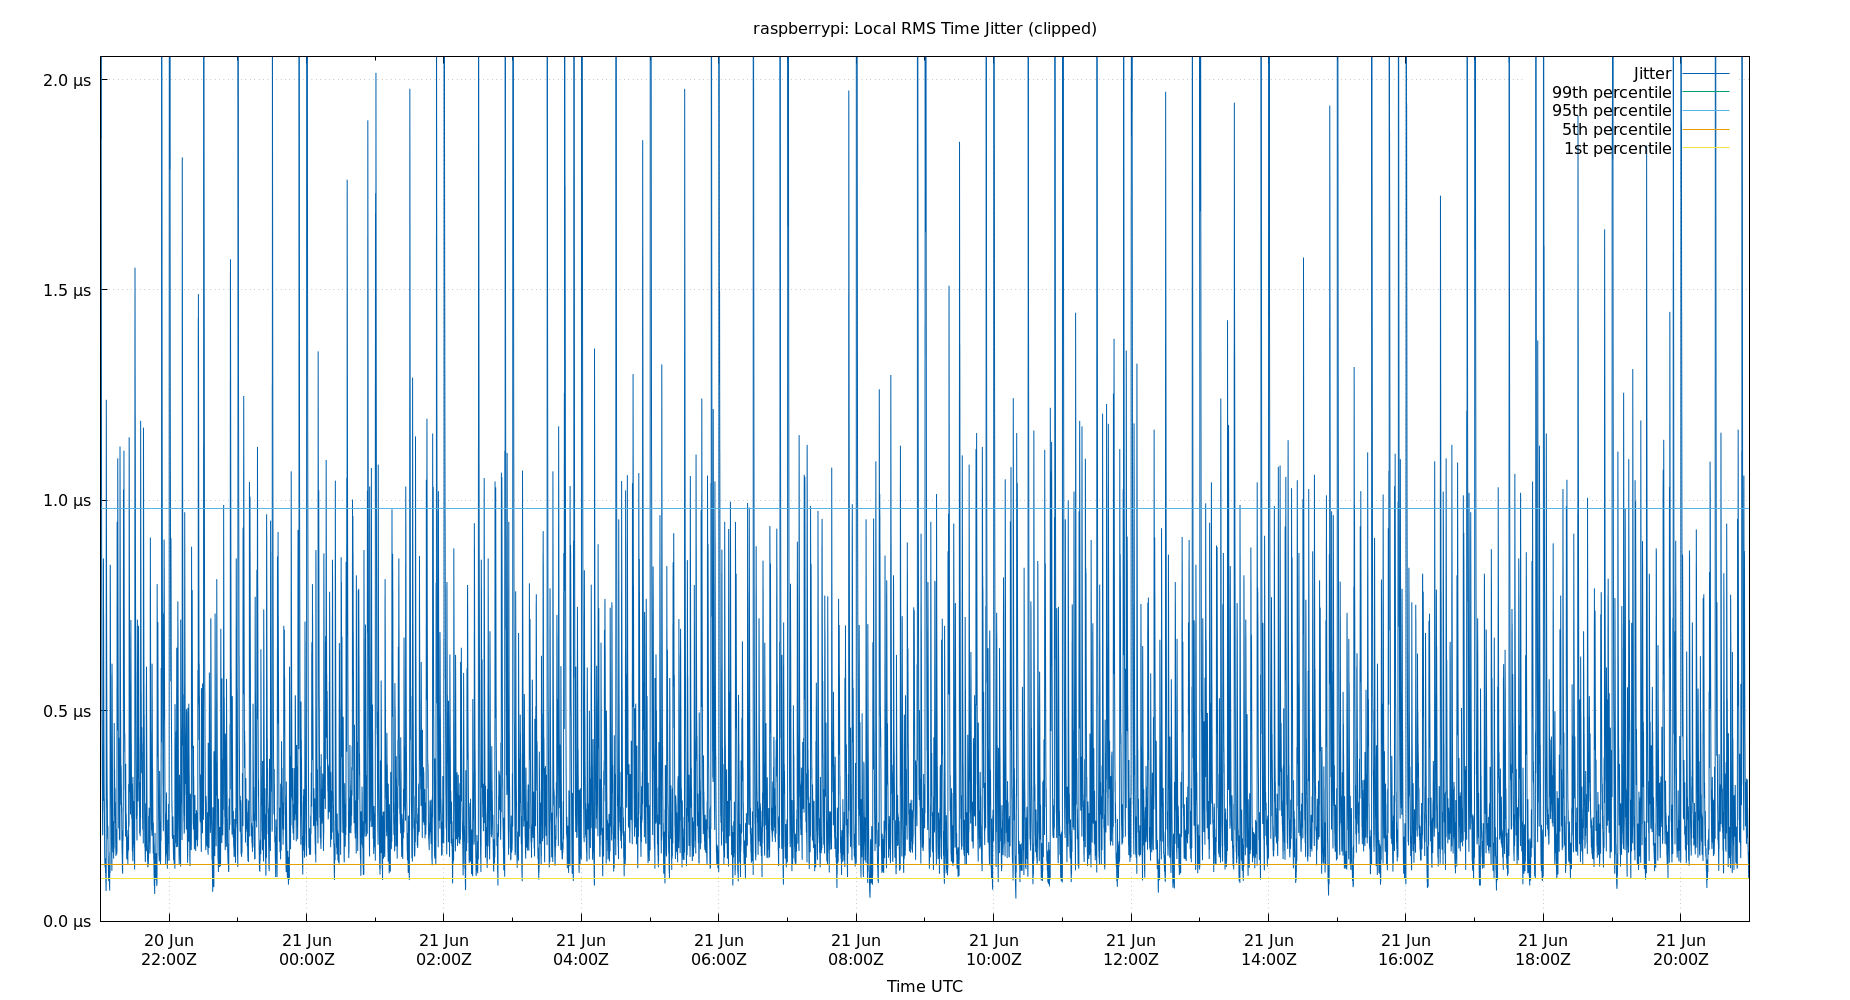 raspberrypi: Local RMS Time Jitter (clipped)
2.0 µs
1.5 µs
1.0 µs
0.5 µs
0.0 µs
Jitter
99th percentile
95th percentile
5th percentile
1st percentile
20 Jun 21 Jun 21 Jun 21 Jun 21 Jun 21 Jun 21 Jun 21 Jun 21 Jun 21 Jun 21 Jun 21 Jun
22:00Z 00:00Z 02:00Z 04:00Z 06:00Z 08:00Z 10:00Z 12:00Z 14:00Z 16:00Z 18:00Z 20:00Z
Time UTC